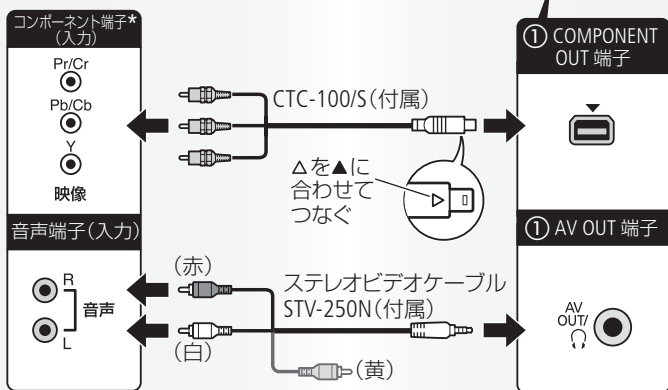 コンポーネント端子*
(入力)
Pr/Cr
Pb/Cb
Y
映像
CTC-100/S(付属)
△を▲に
合わせて
つなぐ
① COMPONENT
OUT 端子
音声端子(入力)
R
音声
L
(赤)
(白)
ステレオビデオケーブル
STV-250N(付属)
(黄)
① AV OUT 端子
AV
OUT/